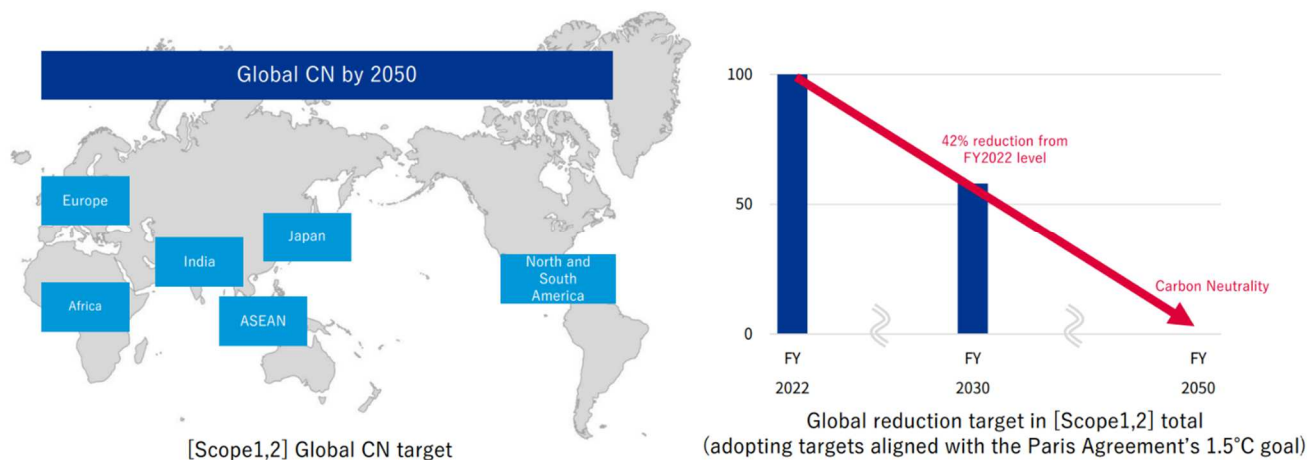 Global CN by 2050
Europe
Japan
India
North and
South
America
Africa
ASEAN
[Scope1,2] Global CN target
100
50
0
42% reduction from
FY2022 level
Carbon Neutrality
FY
2022
FY
2030
FY
2050
Global reduction target in [Scope1,2] total
(adopting targets aligned with the Paris Agreement's 1.5°C goal)